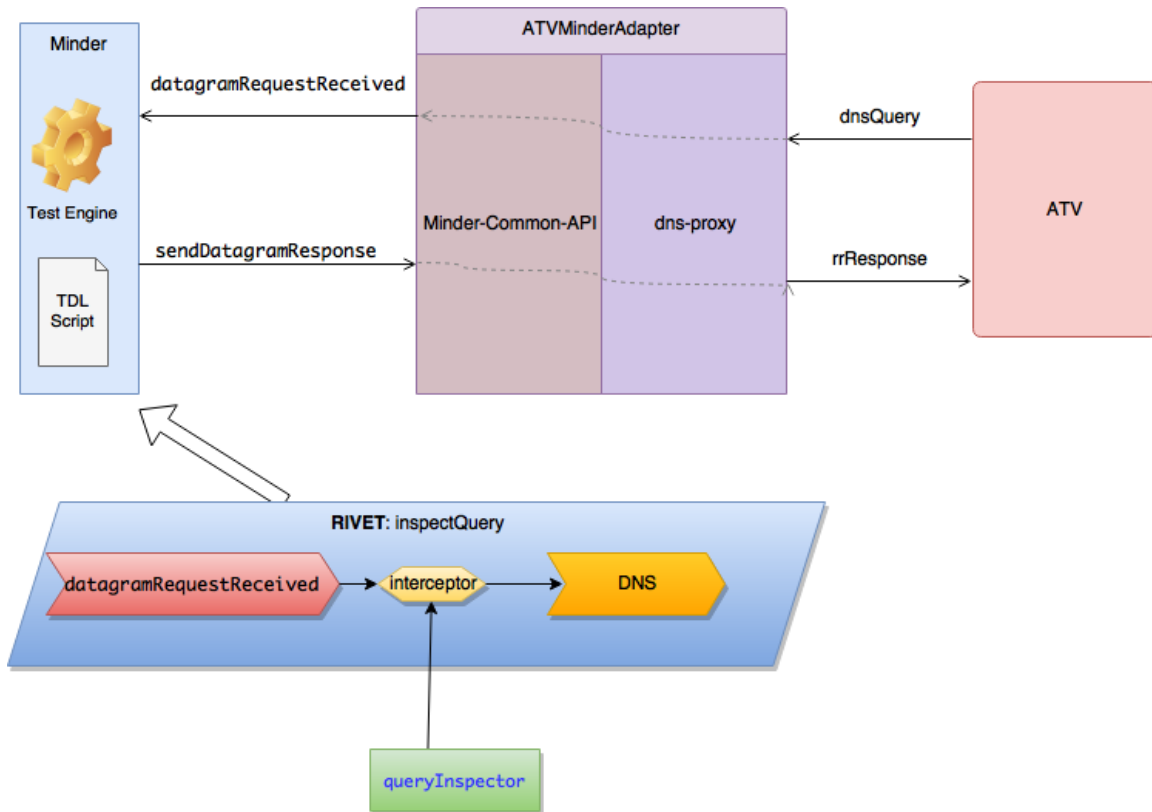 Minder
ATVMinderAdapter
datagramRequestReceived
dnsQuery
Test Engine
Minder-Common-API
dns-proxy
ATV
sendDatagramResponse
rrResponse
TDL
Script
RIVET: inspectQuery
datagramRequestReceived
interceptor
DNS
queryInspector